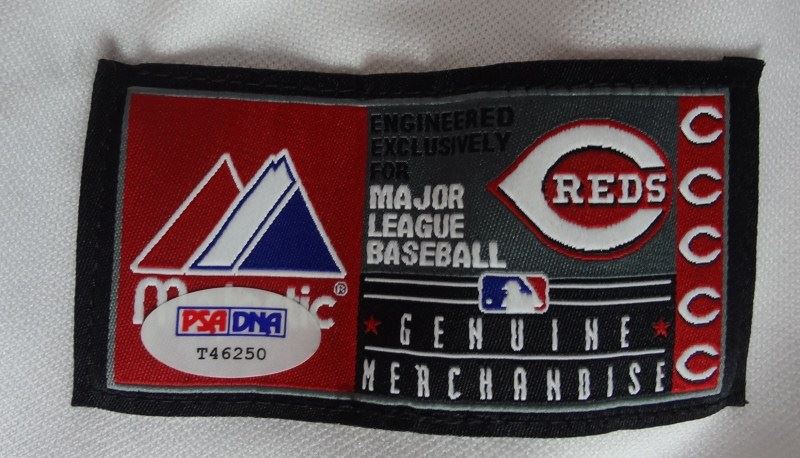 ENGINEERED
EXCLUSIVELY
FOR
MAJOR
LEAGUE
BASEBALL
REDS
C
C
C
C
C
®
PSA DNA
T46250
GENUINE
MERCHANDISE